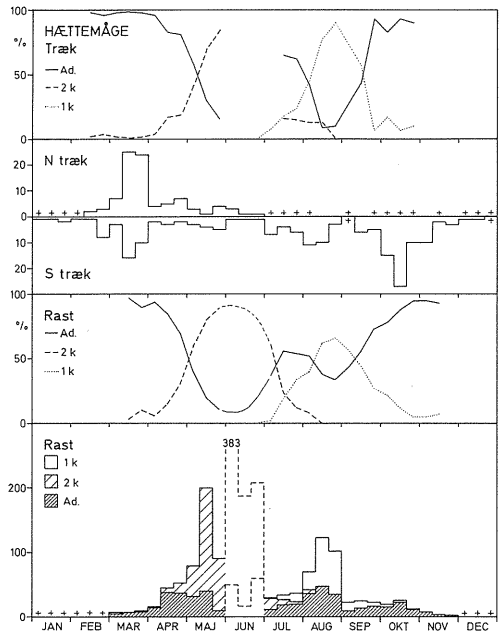 100
HÆTTEMÅGE
%
Træk
Ad.
50
2 k
1 k
0
20
N træk
10
0
10
20
S træk
100
Rast
%
Ad.
2 k
50
1 k
0
Rast
383
1 k
2 k
200
Ad.
100
0
JAN FEB MAR APR MAJ JUN JUL AUG SEP OKT NOV DEC